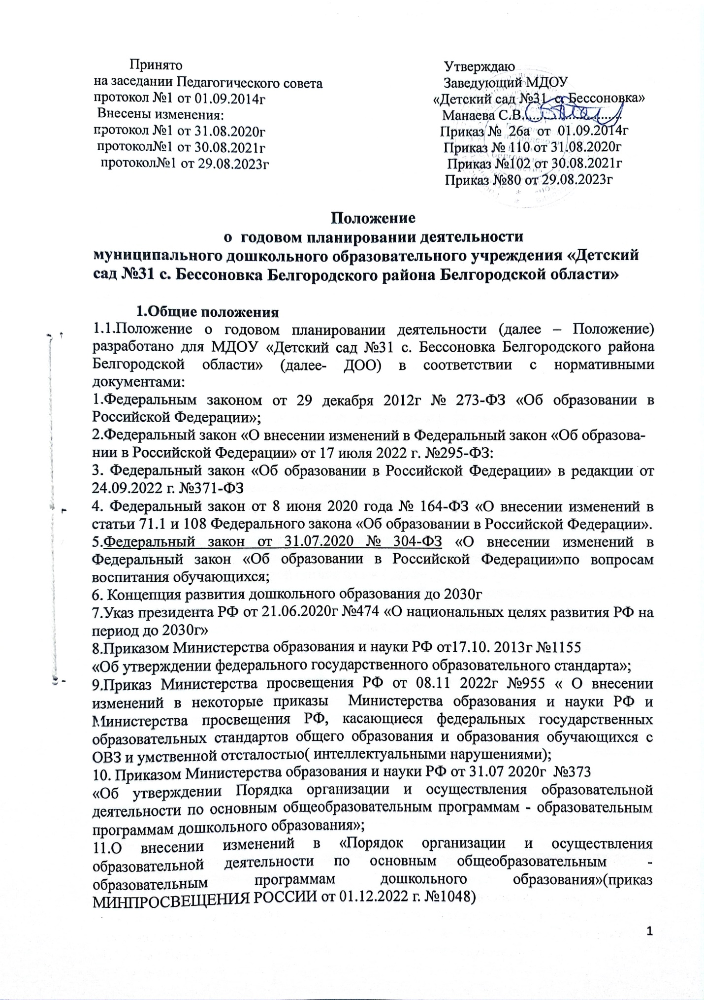 Принято
на заседании Педагогического совета
протокол №1 от 01.09.2014г
Внесены изменения:
протокол №1 от 31.08.2020г
протокол№1 от 30.08.2021г
протокол№1 от 29.08.2023г
Утверждаю
Заведующий МДОУ
«Детский сад №31 с. Бессоновка»
Манаева С.В.............................
Приказ № 26а от 01.09.2014г
Приказ № 110 от 31.08.2020г
Приказ №102 от 30.08.2021г
Приказ №80 от 29.08.2023г
Положение
о годовом планировании деятельности
муниципального дошкольного образовательного учреждения «Детский
сад №31 с. Бессоновка Белгородского района Белгородской области»
1.Общие положения
1.1.Положение о годовом планировании деятельности (далее – Положение)
разработано для МДОУ «Детский сад №31 с. Бессоновка Белгородского района
Белгородской области» (далее- ДОО) в соответствии с нормативными
документами:
1.Федеральным законом от 29 декабря 2012г № 273-ФЗ «Об образовании в
Российской Федерации»;
2.Федеральный закон «О внесении изменений в Федеральный закон «Об образова-
нии в Российской Федерации» от 17 июля 2022 г. №295-ФЗ:
3. Федеральный закон «Об образовании в Российской Федерации» в редакции от
24.09.2022 г. №371-ФЗ
4. Федеральный закон от 8 июня 2020 года № 164-ФЗ «О внесении изменений в
статьи 71.1 и 108 Федерального закона «Об образовании в Российской Федерации».
5.Федеральный закон от 31.07.2020 № 304-ФЗ «О внесении изменений в
Федеральный закон «Об образовании в Российской Федерации»по вопросам
воспитания обучающихся;
6. Концепция развития дошкольного образования до 2030г
7.Указ президента РФ от 21.06.2020г №474 «О национальных целях развития РФ на
период до 2030г»
8.Приказом Министерства образования и науки РФ от17.10. 2013г №1155
«Об утверждении федерального государственного образовательного стандарта»;
9.Приказ Министерства просвещения РФ от 08.11 2022г №955 « О внесении
изменений в некоторые приказы Министерства образования и науки РФ и
Министерства просвещения РФ, касающиеся федеральных государственных
образовательных стандартов общего образования и образования обучающихся с
ОВЗ и умственной отсталостью( интеллектуальными нарушениями);
10. Приказом Министерства образования и науки РФ от 31.07 2020г №373
«Об утверждении Порядка организации и осуществления образовательной
деятельности по основным общеобразовательным программам - образовательным
программам дошкольного образования»;
11.О внесении изменений в «Порядок организации и осуществления
образовательной деятельности по основным общеобразовательным -
образовательным программам дошкольного образования»(приказ
МИНПРОСВЕЩЕНИЯ РОССИИ от 01.12.2022 г. №1048)
1